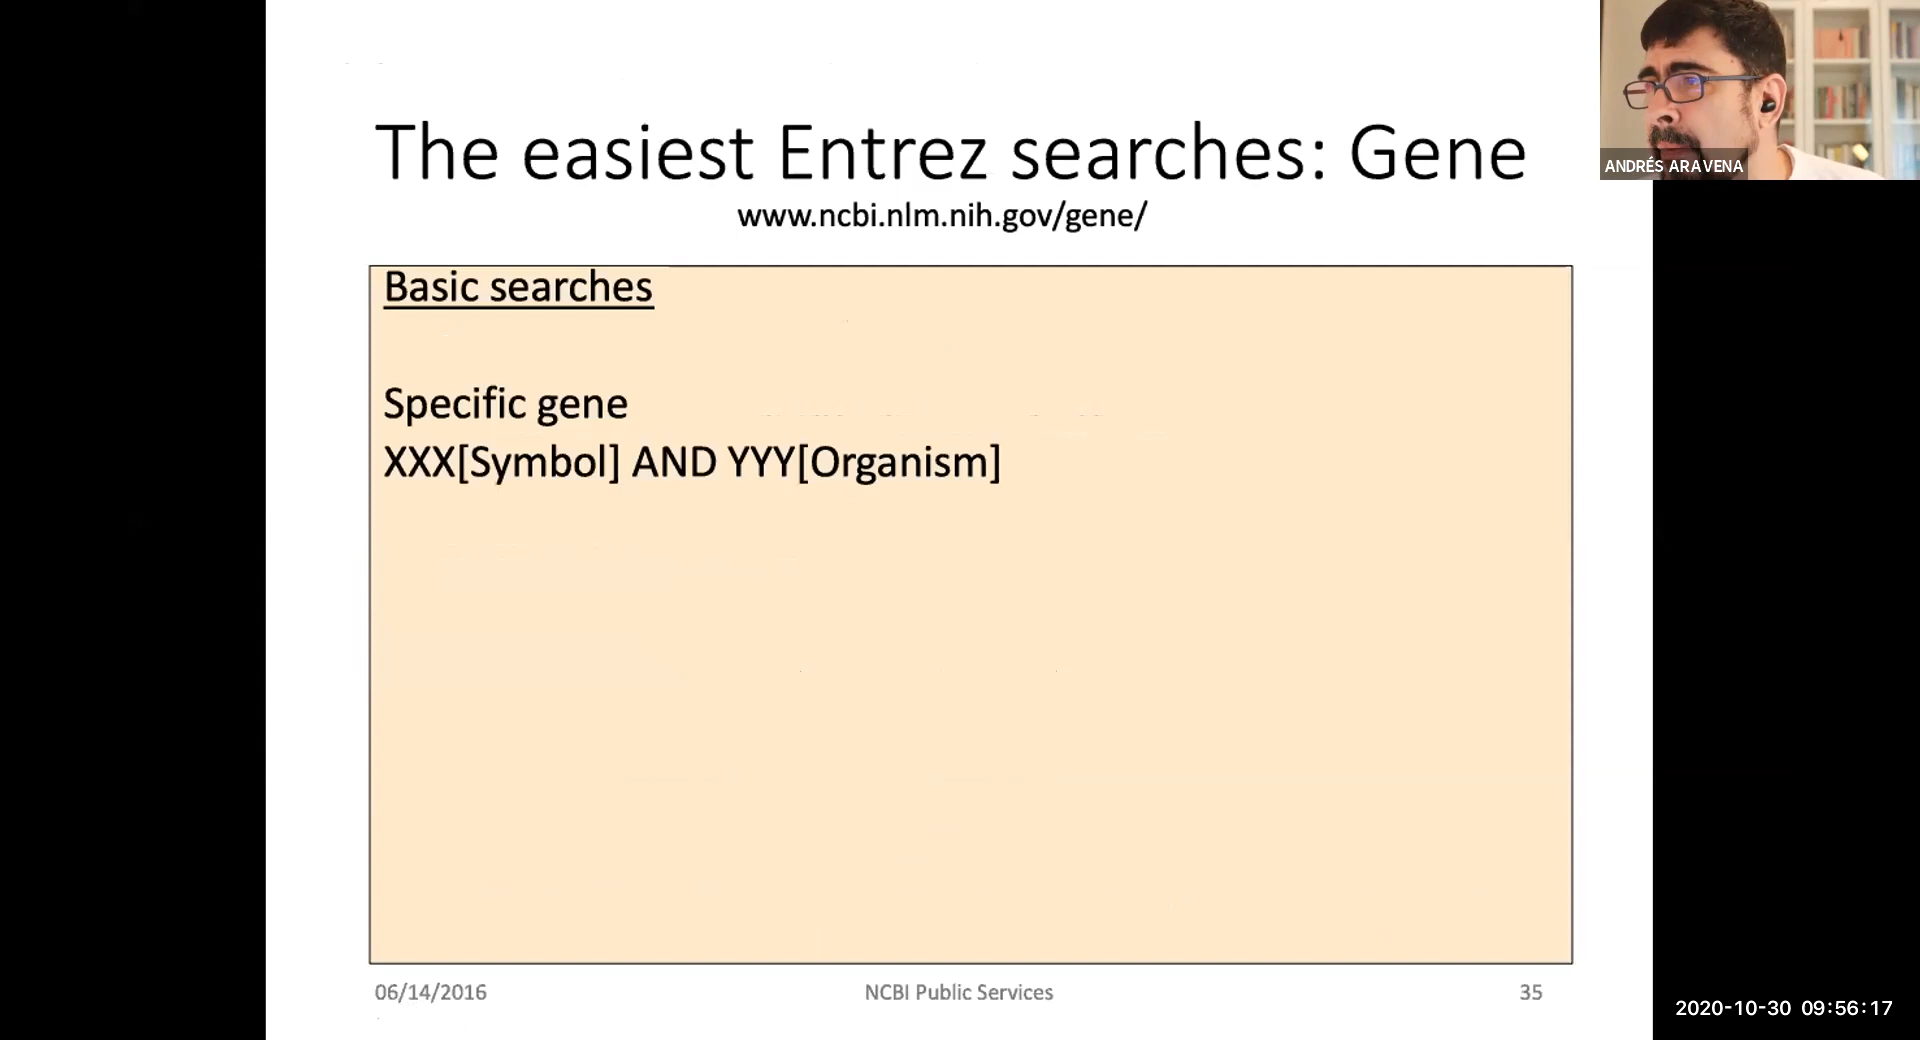 The easiest Entrez searches: Gene
www.ncbi.nlm.nih.gov/gene/
ANDRÉS ARAVENA
Basic searches
Specific gene
XXX[Symbol] AND YYY[Organism]
06/14/2016
NCBI Public Services
35
2020-10-30 09:56:17